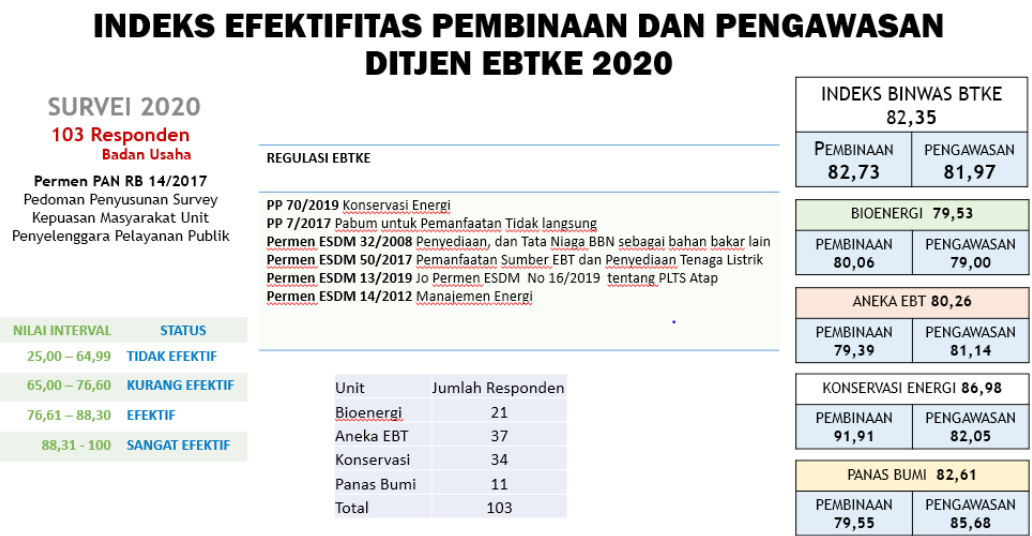 INDEKS EFEKTIFITAS PEMBINAAN DAN PENGAWASAN
DITJEN EBTKE 2020
SURVEI 2020
103 Responden
Badan Usaha
Permen PAN RB 14/2017
Pedoman Penyusunan Survey
Kepuasan Masyarakat Unit
Penyelenggara Pelayanan Publik
NILAI INTERVAL STATUS
25,00 – 64,99 TIDAK EFEKTIF
65,00 – 76,60 KURANG EFEKTIF
76,61 – 88,30 EFEKTIF
88,31 - 100 SANGAT EFEKTIF
REGULASI EBTKE
PP 70/2019 Konservasi Energi
PP 7/2017 Pabum untuk Pemanfaatan Tidak langsung
Permen ESDM 32/2008 Penyediaan, dan Tata Niaga BBN sebagai bahan bakar lain
Permen ESDM 50/2017 Pemanfaatan Sumber EBT dan Penyediaan Tenaga Listrik
Permen ESDM 13/2019 Jo Permen ESDM No 16/2019 tentang PLTS Atap
Permen ESDM 14/2012 Manajemen Energi
Unit Jumlah Responden
Bioenergi 21
Aneka EBT 37
Konservasi 34
Panas Bumi 11
Total 103
INDEKS BINWAS BTKE
82,35
PEMBINAAN PENGAWASAN
82,73 81,97
BIOENERGI 79,53
PEMBINAAN PENGAWASAN
80,06 79,00
ANEKA EBT 80,26
PEMBINAAN PENGAWASAN
79,39 81,14
KONSERVASI ENERGI 86,98
PEMBINAAN PENGAWASAN
91,91 82,05
PANAS BUMI 82,61
PEMBINAAN PENGAWASAN
79,55 85,68